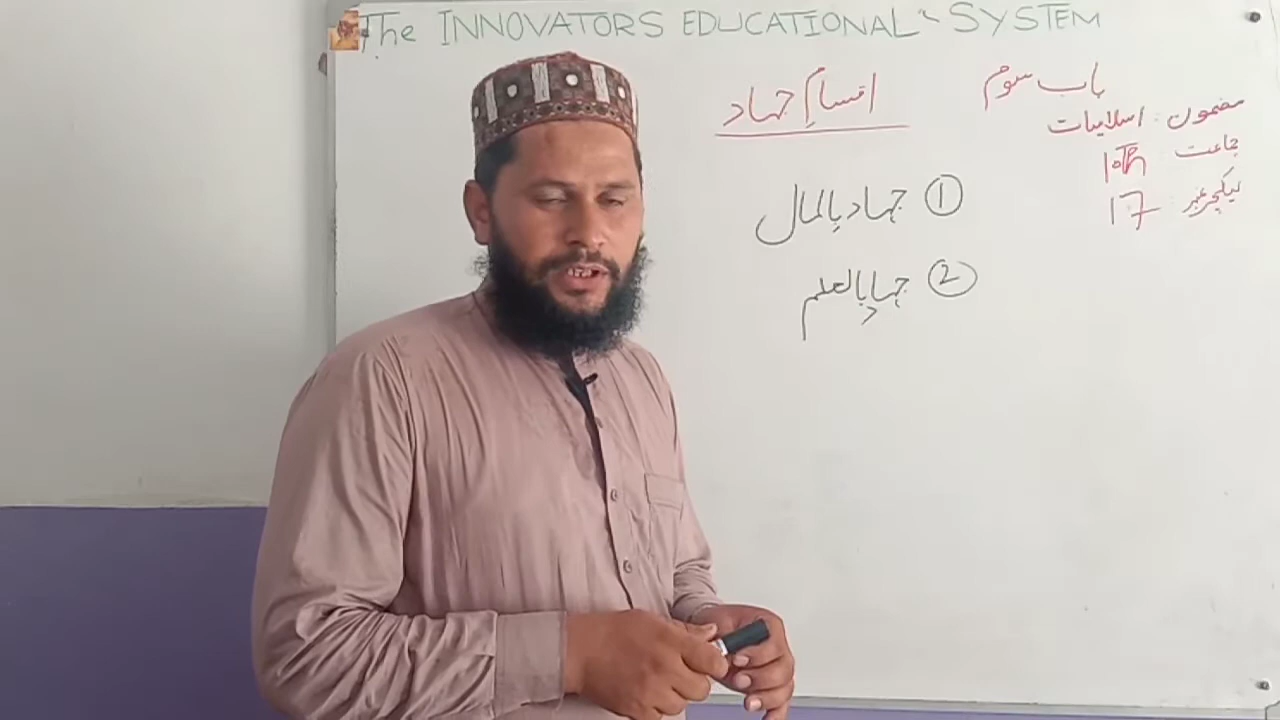 The INNOVATORS EDUCATIONAL SYSTEM
باب سوم
مضمون : اسلامیات
جماعت 10Th
لیکچر نمبر 17
اقسامِ جہاد
① جہاد بالمال
② جہاد بالعلم